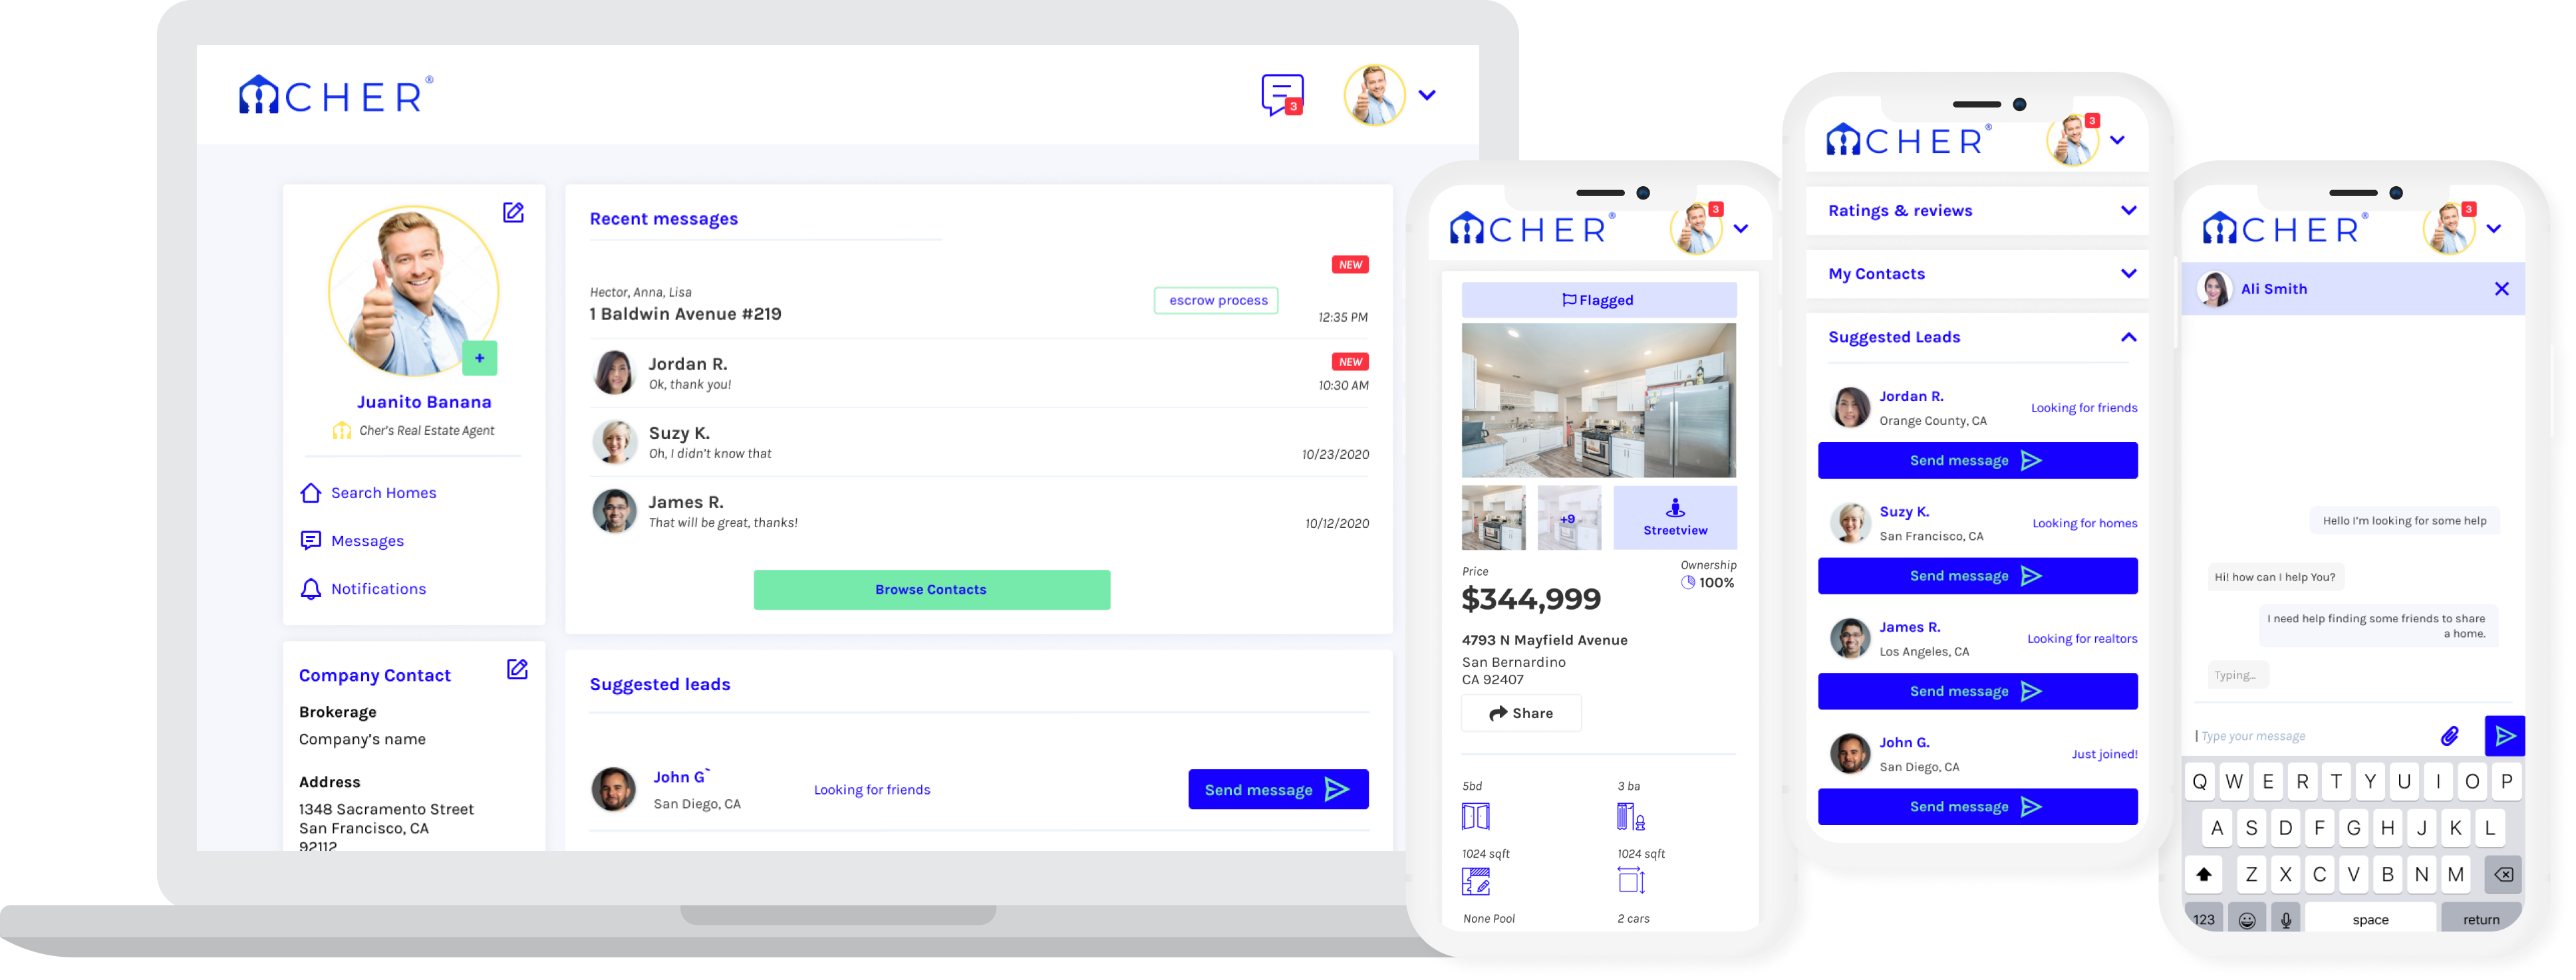 CHER®
3
Juanito Banana
Cher's Real Estate Agent
Search Homes
Messages
Notifications
Company Contact
Brokerage
Company's name
Address
1348 Sacramento Street
San Francisco, CA
92112
Recent messages
NEW
Hector, Anna, Lisa
1 Baldwin Avenue #219
escrow process
12:35 PM
Jordan R.
Ok, thank you!
NEW
10:30 AM
Suzy K.
Oh, I didn't know that
10/23/2020
James R.
That will be great, thanks!
10/12/2020
Browse Contacts
Suggested leads
John G`
San Diego, CA
Looking for friends
Send message
CHER®
3
Flagged
+9
Streetview
Price
$344,999
Ownership
100%
4793 N Mayfield Avenue
San Bernardino
CA 92407
Share
5bd
3 ba
1024 sqft
1024 sqft
None Pool
2 cars
CHER®
3
Ratings & reviews
My Contacts
Suggested Leads
Jordan R.
Orange County, CA
Looking for friends
Send message
Suzy K.
San Francisco, CA
Looking for homes
Send message
James R.
Los Angeles, CA
Looking for realtors
Send message
John G.
San Diego, CA
Just joined!
Send message
CHER®
3
Ali Smith
Hello I'm looking for some help
Hi! how can I help You?
I need help finding some friends to share
a home.
Typing...
Type your message
Q W E R T Y U I O P
A S D F G H J K L
Z X C V B N M
123 space return